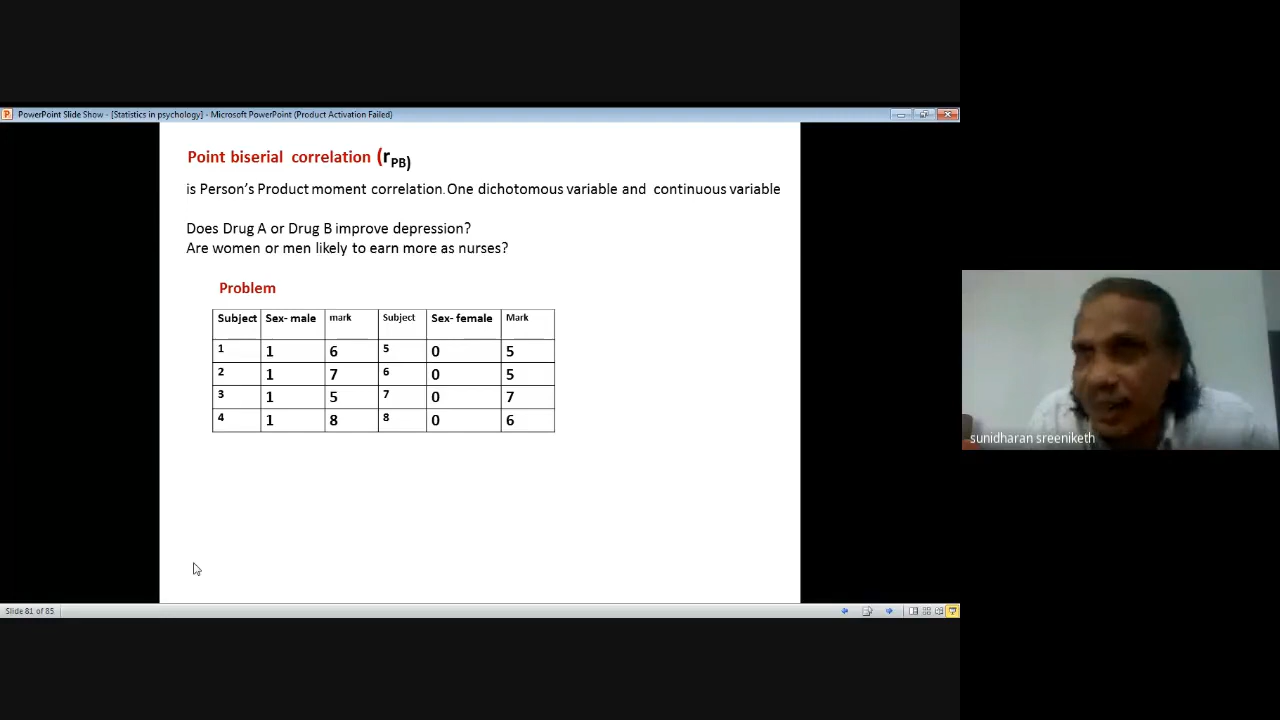 PowerPoint Slide Show - [Statistics in psychology] - Microsoft PowerPoint (Product Activation Failed)
Point biserial correlation (rPB)
is Person's Product moment correlation. One dichotomous variable and continuous variable
Does Drug A or Drug B improve depression?
Are women or men likely to earn more as nurses?
Problem
Subject Sex- male mark Subject Sex- female Mark
1 1 6 5 0 5
2 1 7 6 0 5
3 1 5 7 0 7
4 1 8 8 0 6
sunidharan sreeniketh
Slide 81 of 85